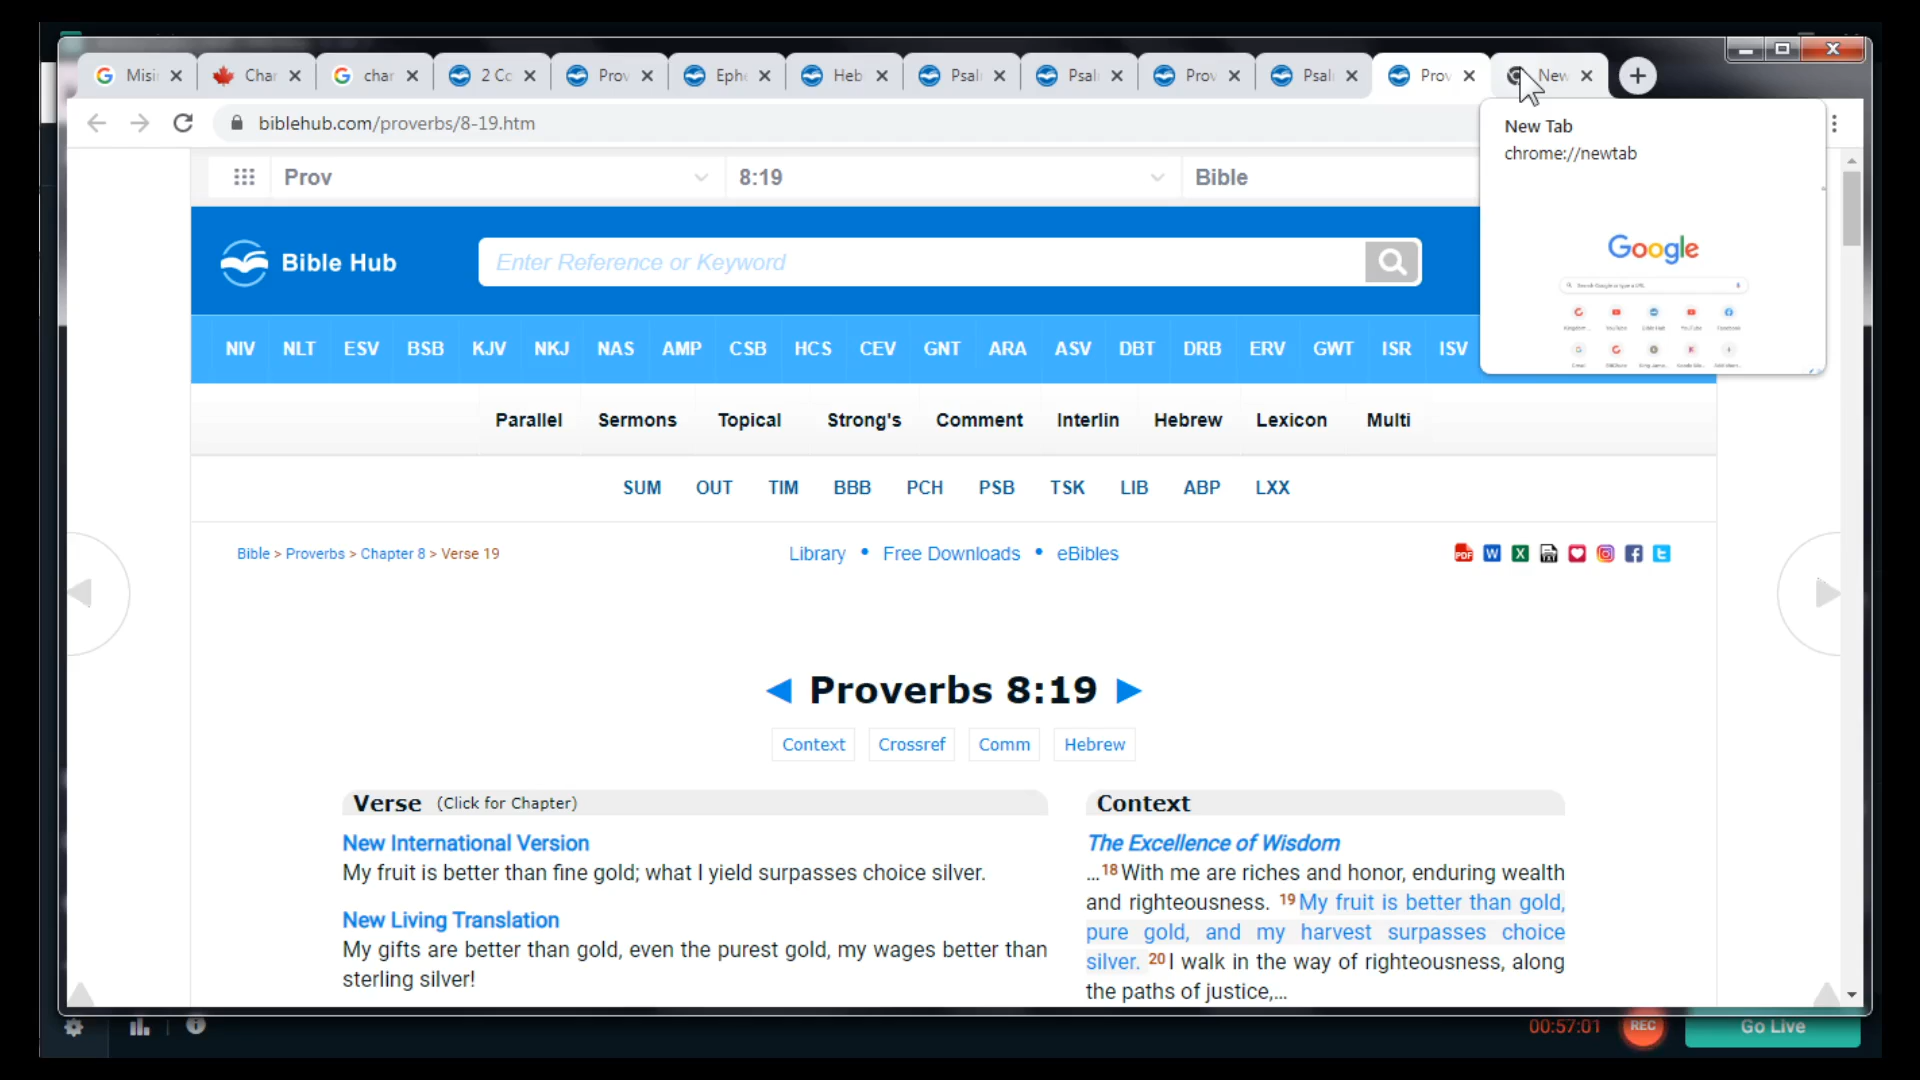 Misi
Char
char
2 Co
Prov
Ephe
Heb
Psal
Psal
Prov
Psal
Prov
New
biblehub.com/proverbs/8-19.htm
New Tab
chrome://newtab
Google
Prov
8:19
Bible
Bible Hub
Enter Reference or Keyword
NIV NLT ESV BSB KJV NKJ NAS AMP CSB HCS CEV GNT ARA ASV DBT DRB ERV GWT ISR ISV
Parallel Sermons Topical Strong's Comment Interlin Hebrew Lexicon Multi
SUM OUT TIM BBB PCH PSB TSK LIB ABP LXX
Bible > Proverbs > Chapter 8 > Verse 19
Library • Free Downloads • eBibles
◄ Proverbs 8:19 ►
Context Crossref Comm Hebrew
Verse (Click for Chapter)
New International Version
My fruit is better than fine gold; what I yield surpasses choice silver.
New Living Translation
My gifts are better than gold, even the purest gold, my wages better than
sterling silver!
Context
The Excellence of Wisdom
…18With me are riches and honor, enduring wealth
and righteousness. 19My fruit is better than gold,
pure gold, and my harvest surpasses choice
silver. 20I walk in the way of righteousness, along
the paths of justice,…
00:57:01
REC
Go Live